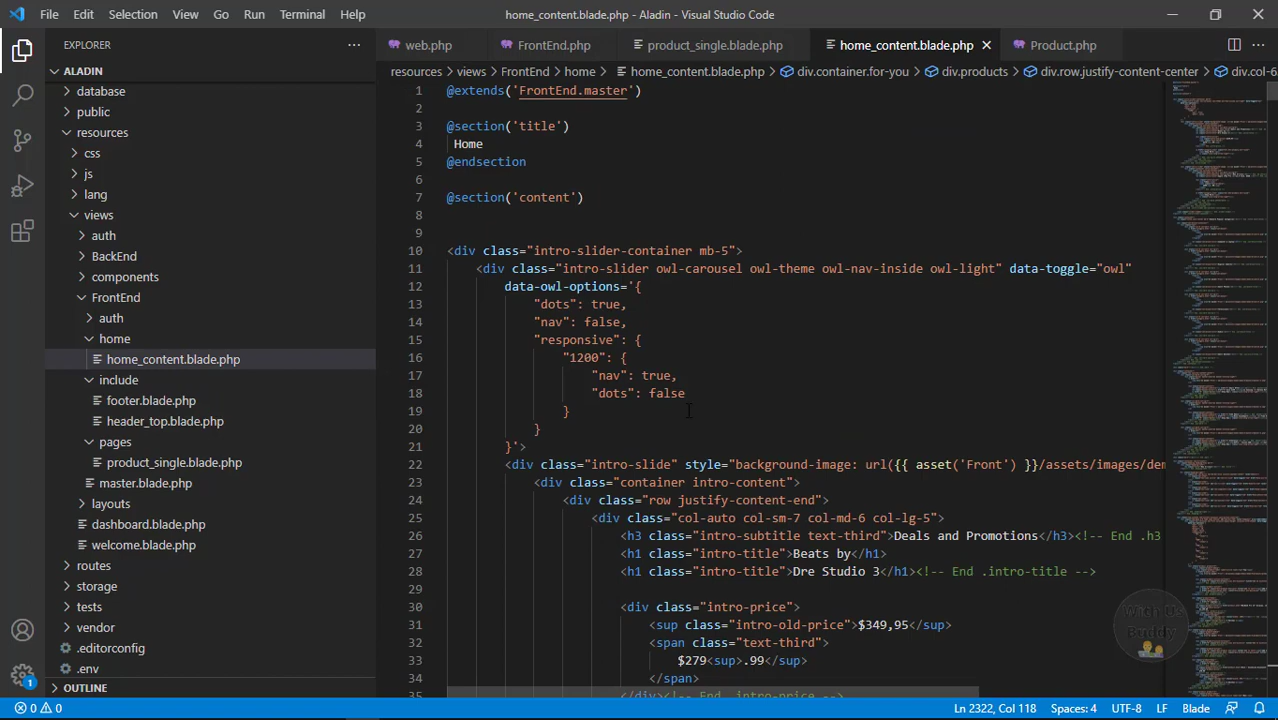 File Edit Selection View Go Run Terminal Help home_content.blade.php - Aladin - Visual Studio Code
EXPLORER ...
web.php FrontEnd.php product_single.blade.php home_content.blade.php Product.php
resources > views > FrontEnd > home > home_content.blade.php > div.container.for-you > div.products > div.row.justify-content-center > div.col-6
ALADIN
database
public
resources
css
js
lang
views
auth
BackEnd
components
FrontEnd
auth
home
home_content.blade.php
include
footer.blade.php
header_top.blade.php
pages
product_single.blade.php
master.blade.php
layouts
dashboard.blade.php
welcome.blade.php
routes
storage
tests
vendor
.editorconfig
.env
OUTLINE
1 @extends('FrontEnd.master')
2
3 @section('title')
4 Home
5 @endsection
6
7 @section('content')
8
9
10 <div class="intro-slider-container mb-5">
11 <div class="intro-slider owl-carousel owl-theme owl-nav-inside owl-light" data-toggle="owl"
12 data-owl-options='{
13 "dots": true,
14 "nav": false,
15 "responsive": {
16 "1200": {
17 "nav": true,
18 "dots": false
19 }
20 }
21 }'>
22 <div class="intro-slide" style="background-image: url({{ asset('Front') }}/assets/images/dem
23 <div class="container intro-content">
24 <div class="row justify-content-end">
25 <div class="col-auto col-sm-7 col-md-6 col-lg-5">
26 <h3 class="intro-subtitle text-third">Deals and Promotions</h3><!-- End .h3
27 <h1 class="intro-title">Beats by</h1>
28 <h1 class="intro-title">Dre Studio 3</h1><!-- End .intro-title -->
29
30 <div class="intro-price">
31 <sup class="intro-old-price">$349,95</sup>
32 <span class="text-third">
33 $279<sup>.99</sup>
34 </span>
35 </div><!-- End .intro-price -->
With Us
Buddy
1
0 0 Ln 2322, Col 118 Spaces: 4 UTF-8 LF Blade